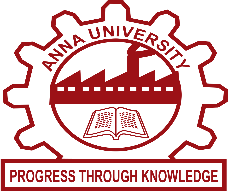 ANNA UNIVERSITY
PROGRESS THROUGH KNOWLEDGE